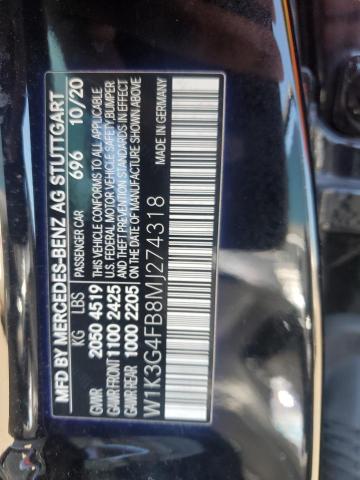 MFD BY MERCEDES-BENZ AG STUTTGART
KG LBS PASSENGER CAR 696 10/20
GVWR 2050 4519 THIS VEHICLE CONFORMS TO ALL APPLICABLE
GAWR FRONT 1100 2425 FEDERAL MOTOR VEHICLE SAFETY, BUMPER,
GAWR REAR 1000 2205 AND THEFT PREVENTION STANDARDS IN EFFECT
ON THE DATE OF MANUFACTURE SHOWN ABOVE
W1K3G4FB8MJ274318
MADE IN GERMANY